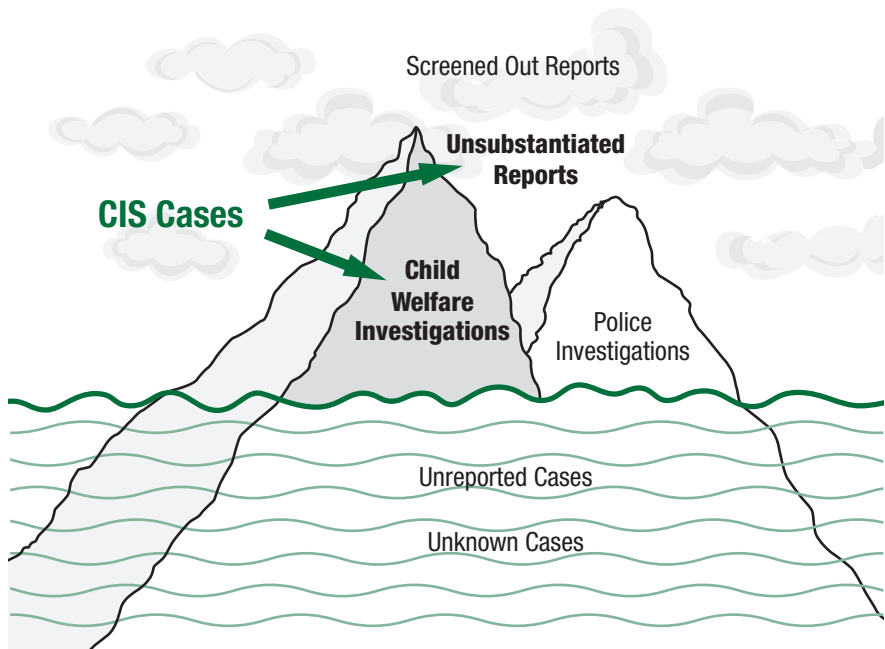 Screened Out Reports
Unsubstantiated
Reports
CIS Cases
Child
Welfare
Investigations
Police
Investigations
Unreported Cases
Unknown Cases